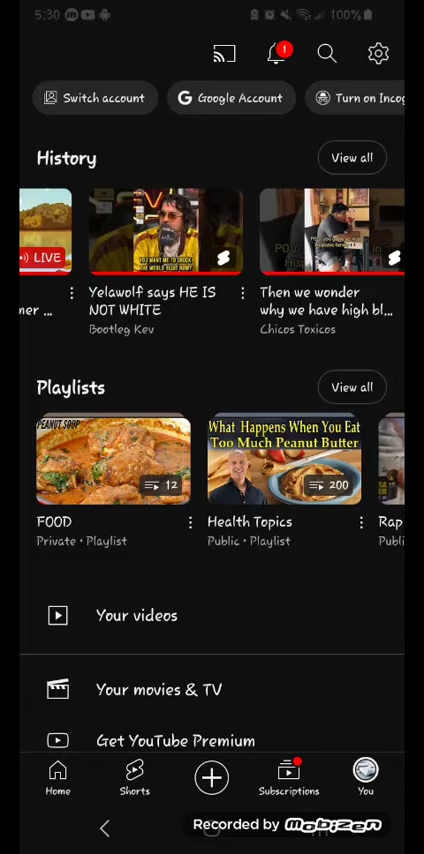 5:30
100%
1
Switch account
Google Account
Turn on Incog
History
View all
LIVE
ner ...
YOU WANT ME TO SHOCK
THE WORLD RIGHT NOW?
Yelawolf says HE IS
NOT WHITE
Bootleg Kev
Then we wonder
why we have high bl...
Chicos Toxicos
Playlists
View all
PEANUT SOUP
12
FOOD
Private • Playlist
What Happens When You Eat
Too Much Peanut Butter
200
Health Topics
Public • Playlist
Rap
Publi
Your videos
Your movies & TV
Get YouTube Premium
Home
Shorts
Subscriptions
You
Recorded by MOBIZEN